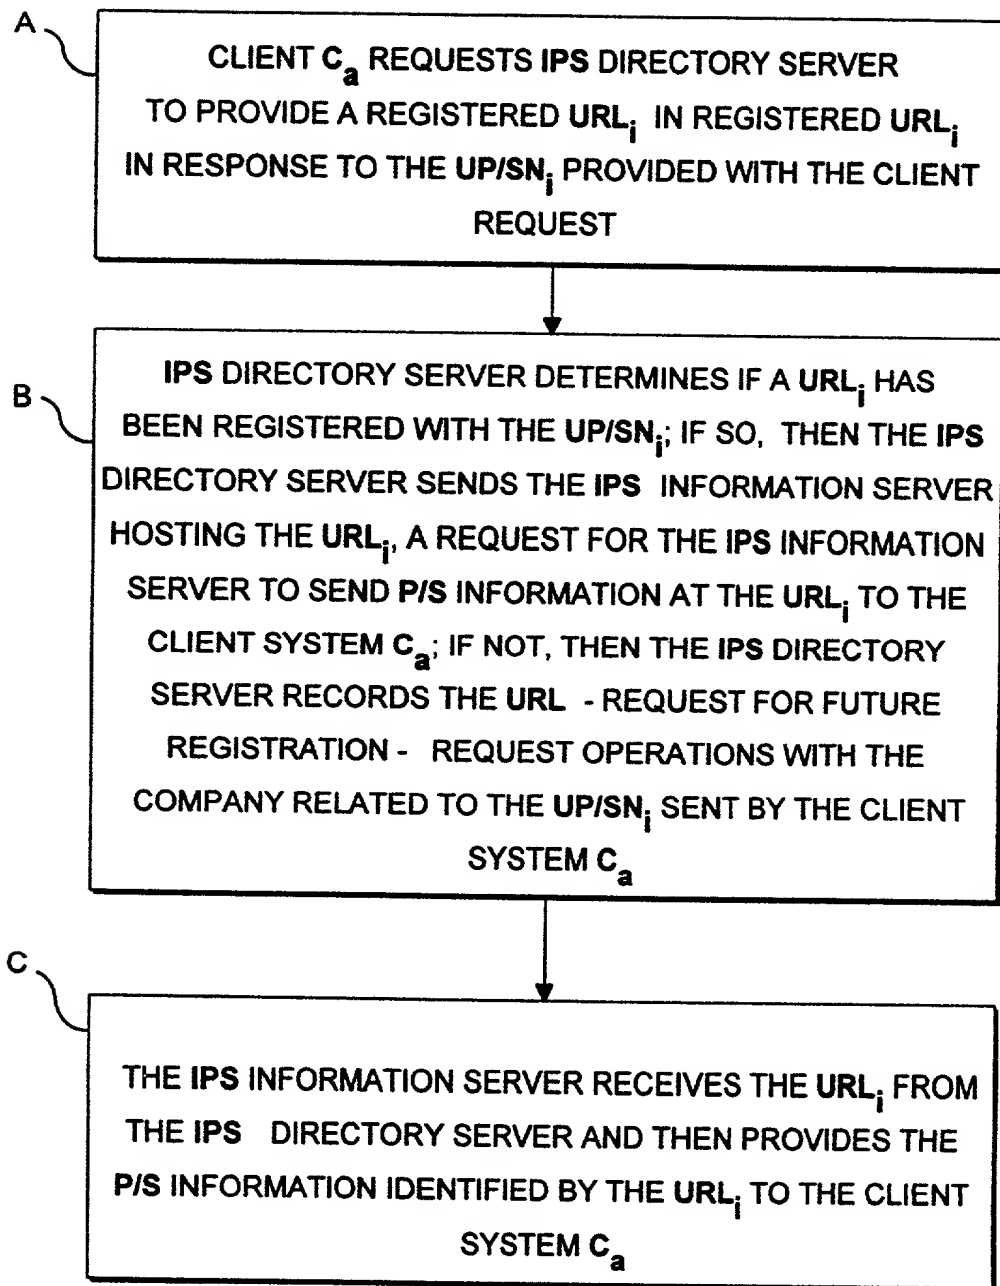 A
CLIENT Cₐ REQUESTS IPS DIRECTORY SERVER
TO PROVIDE A REGISTERED URLᵢ IN REGISTERED URLᵢ
IN RESPONSE TO THE UP/SNᵢ PROVIDED WITH THE CLIENT
REQUEST
B
IPS DIRECTORY SERVER DETERMINES IF A URLᵢ HAS
BEEN REGISTERED WITH THE UP/SNᵢ; IF SO, THEN THE IPS
DIRECTORY SERVER SENDS THE IPS INFORMATION SERVER
HOSTING THE URLᵢ, A REQUEST FOR THE IPS INFORMATION
SERVER TO SEND P/S INFORMATION AT THE URLᵢ TO THE
CLIENT SYSTEM Cₐ; IF NOT, THEN THE IPS DIRECTORY
SERVER RECORDS THE URL - REQUEST FOR FUTURE
REGISTRATION - REQUEST OPERATIONS WITH THE
COMPANY RELATED TO THE UP/SNᵢ SENT BY THE CLIENT
SYSTEM Cₐ
C
THE IPS INFORMATION SERVER RECEIVES THE URLᵢ FROM
THE IPS DIRECTORY SERVER AND THEN PROVIDES THE
P/S INFORMATION IDENTIFIED BY THE URLᵢ TO THE CLIENT
SYSTEM Cₐ